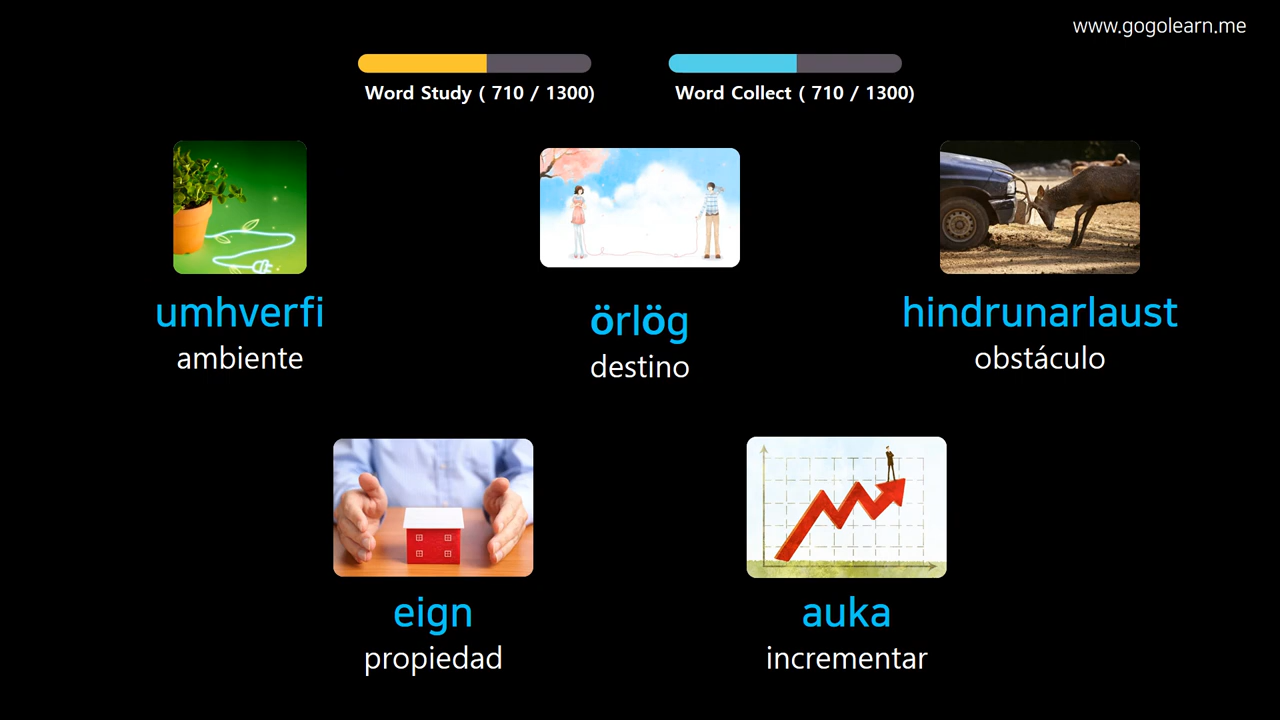 www.gogolearn.me
Word Study ( 710 / 1300)
Word Collect ( 710 / 1300)
umhverfi
ambiente
örlög
destino
hindrunarlaust
obstáculo
eign
propiedad
auka
incrementar